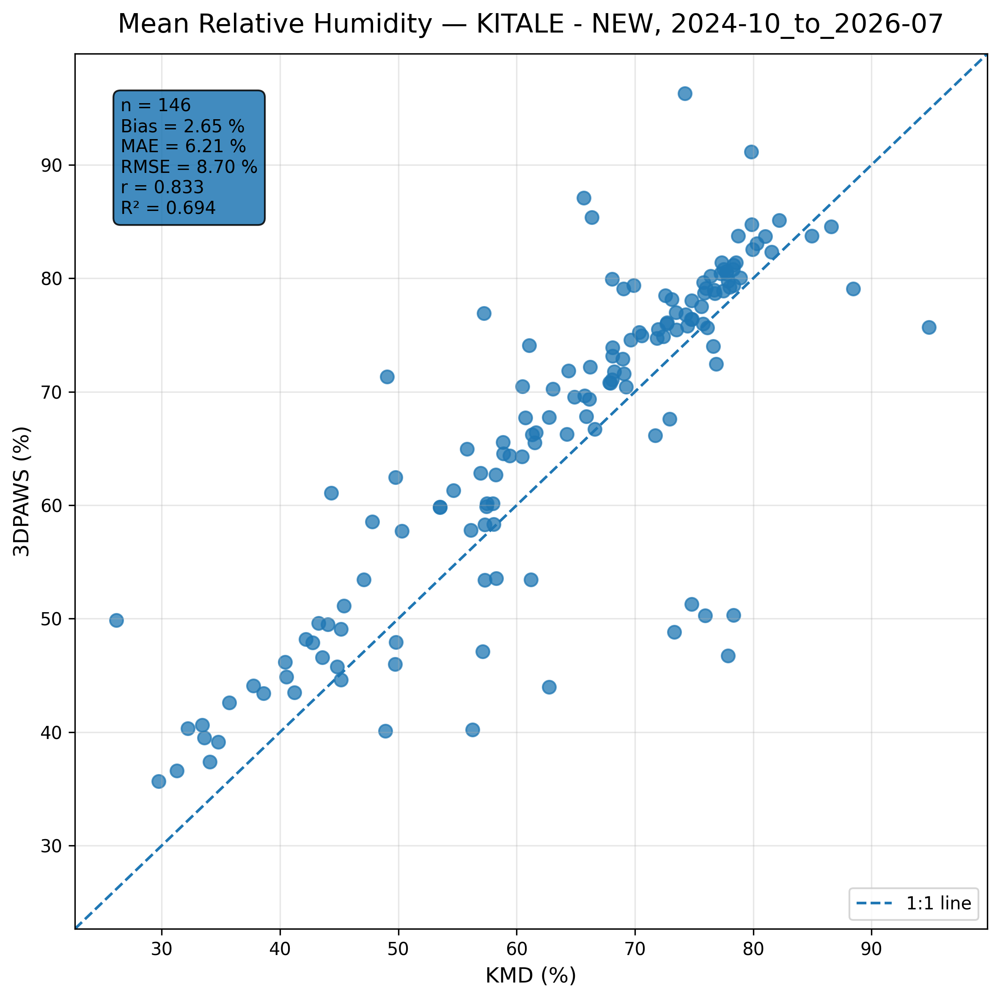 Mean Relative Humidity — KITALE - NEW, 2024-10_to_2026-07
n = 146
Bias = 2.65 %
MAE = 6.21 %
RMSE = 8.70 %
r = 0.833
R² = 0.694
90
80
70
60
50
40
30
3DPAWS (%)
1:1 line
30 40 50 60 70 80 90
KMD (%)